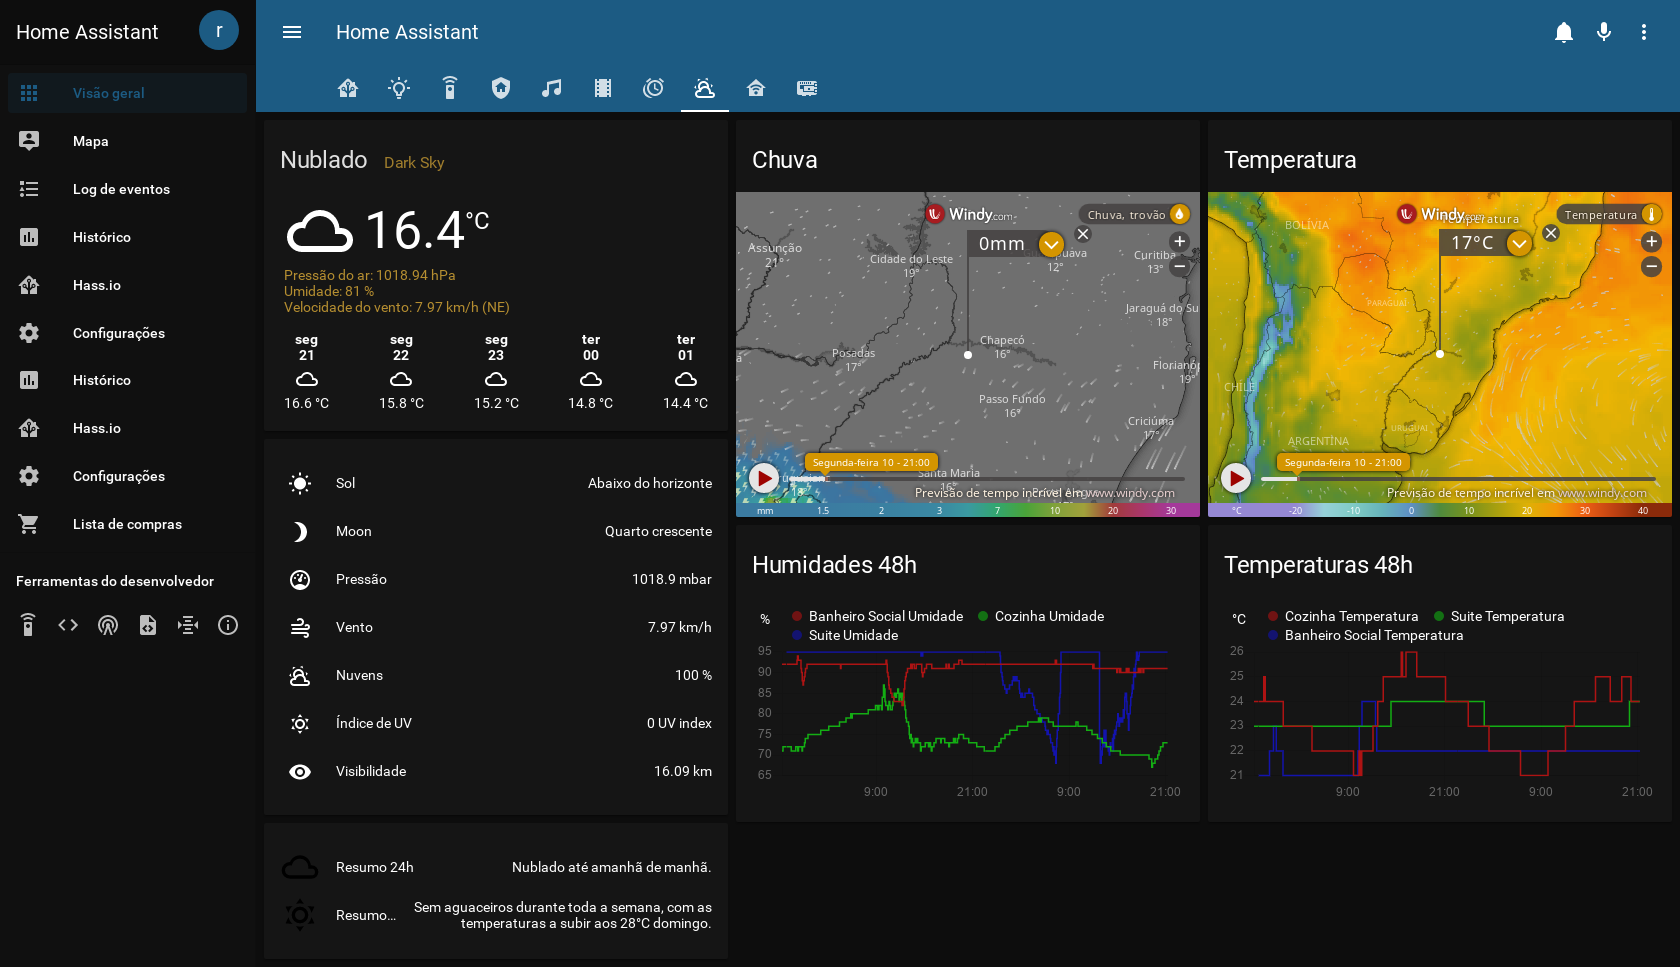 Home Assistant
r
Home Assistant
Visão geral
Mapa
Log de eventos
Histórico
Hass.io
Configurações
Histórico
Hass.io
Configurações
Lista de compras
Ferramentas do desenvolvedor
Nublado Dark Sky
16.4 °C
Pressão do ar: 1018.94 hPa
Umidade: 81 %
Velocidade do vento: 7.97 km/h (NE)
seg seg seg ter ter
21 22 23 00 01
16.6 °C 15.8 °C 15.2 °C 14.8 °C 14.4 °C
Sol Abaixo do horizonte
Moon Quarto crescente
Pressão 1018.9 mbar
Vento 7.97 km/h
Nuvens 100 %
Índice de UV 0 UV index
Visibilidade 16.09 km
Resumo 24h Nublado até amanhã de manhã.
Resumo… Sem aguaceiros durante toda a semana, com as
temperaturas a subir aos 28°C domingo.
Chuva
Windy.com
Chuva, trovão
0mm
Assunção
21°
Cidade do Leste
19°
12°
Curitiba
13°
Jaraguá do Su
18°
Posadas
17°
Chapecó
16°
Florianóp
19°
Passo Fundo
16°
Criciúma
17°
Segunda-feira 10 - 21:00
Santa Maria
16°
18°
Previsão de tempo incrível em www.windy.com
mm 1.5 2 3 7 10 20 30
Temperatura
Windy.com
Temperatura
Temperatura
17°C
BOLÍVIA
PARAGUAI
CHILE
URUGUAI
ARGENTINA
Segunda-feira 10 - 21:00
Previsão de tempo incrível em www.windy.com
°C -20 -10 0 10 20 30 40
Humidades 48h
% Banheiro Social Umidade Cozinha Umidade
Suite Umidade
95
90
85
80
75
70
65
9:00 21:00 9:00 21:00
Temperaturas 48h
°C Cozinha Temperatura Suite Temperatura
Banheiro Social Temperatura
26
25
24
23
22
21
9:00 21:00 9:00 21:00